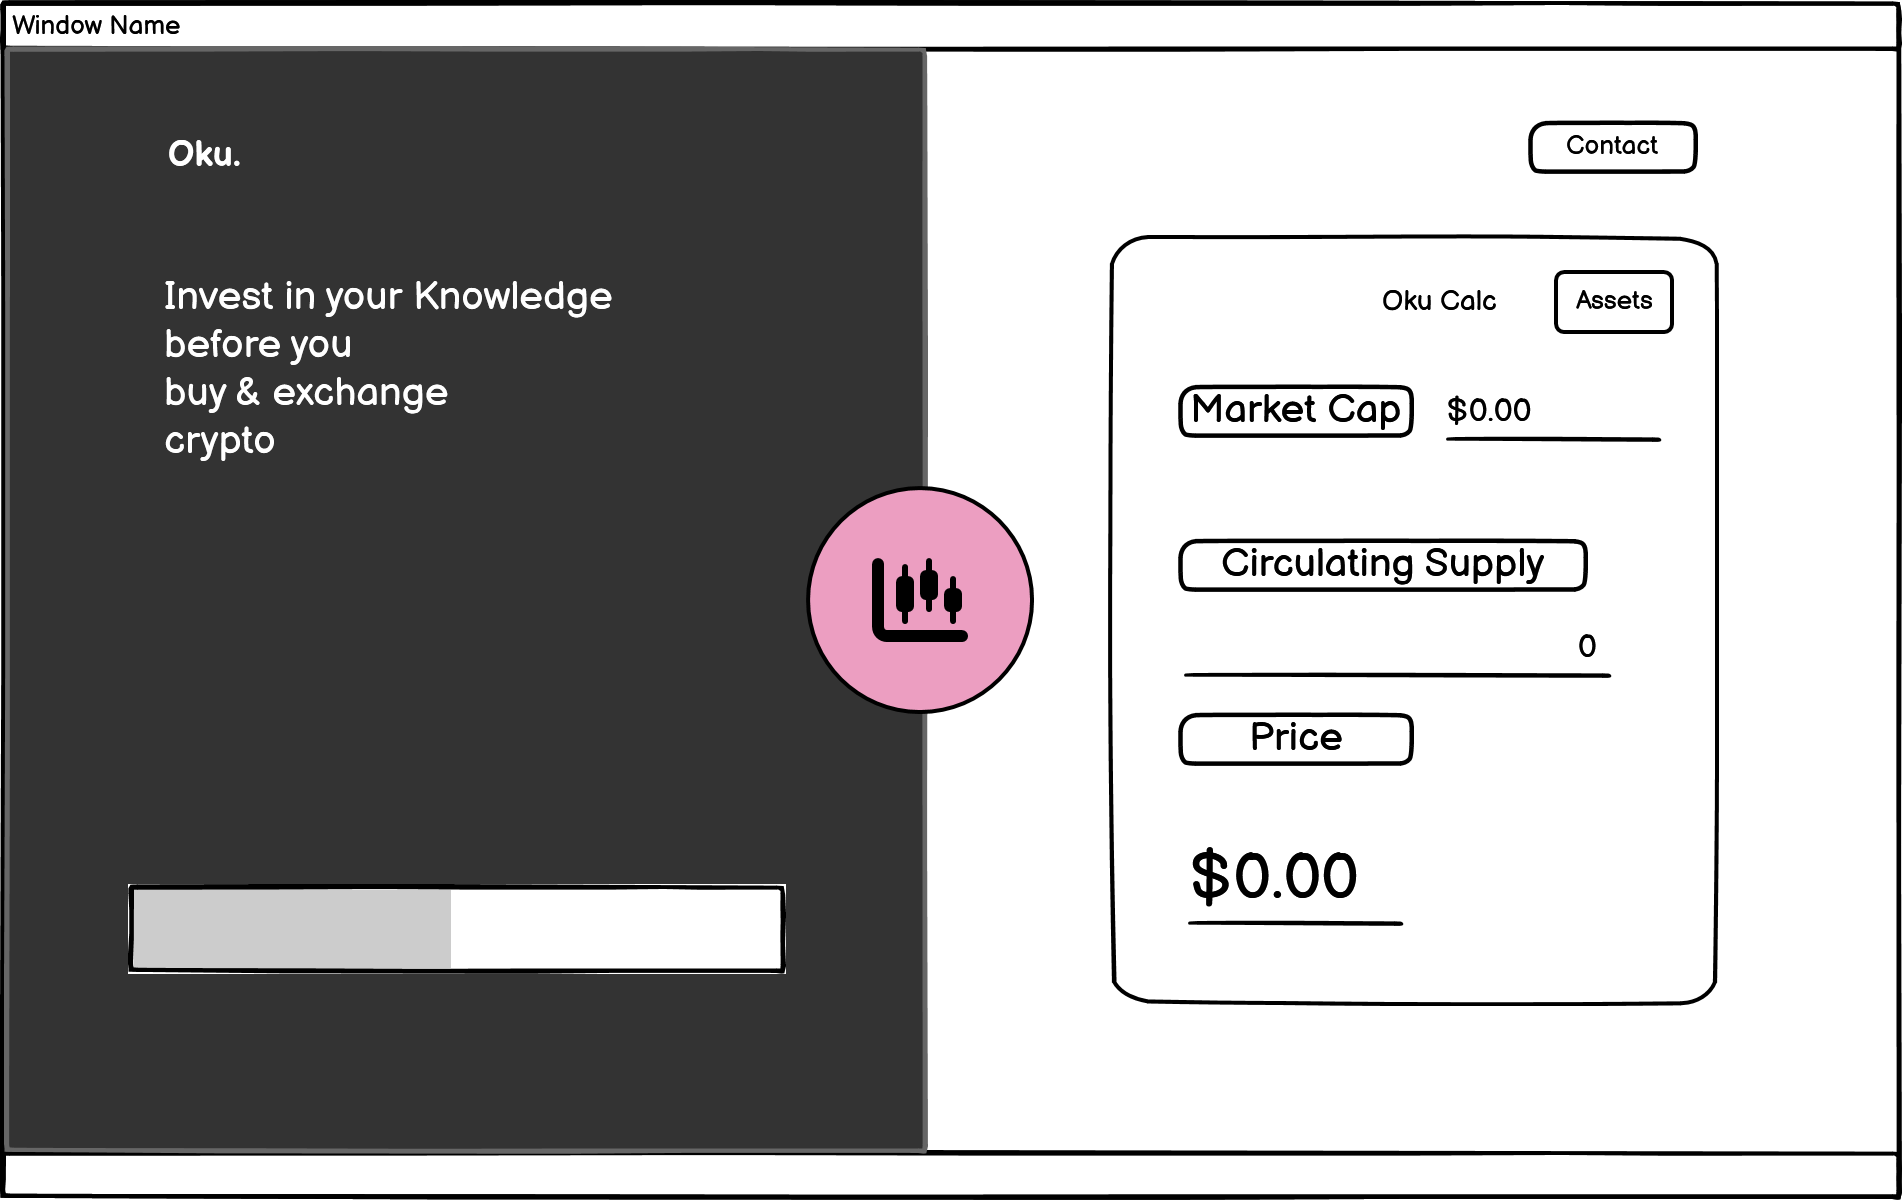 Window Name
Oku.
Invest in your Knowledge
before you
buy & exchange
crypto
Contact
Oku Calc
Assets
Market Cap
$0.00
Circulating Supply
0
Price
$0.00